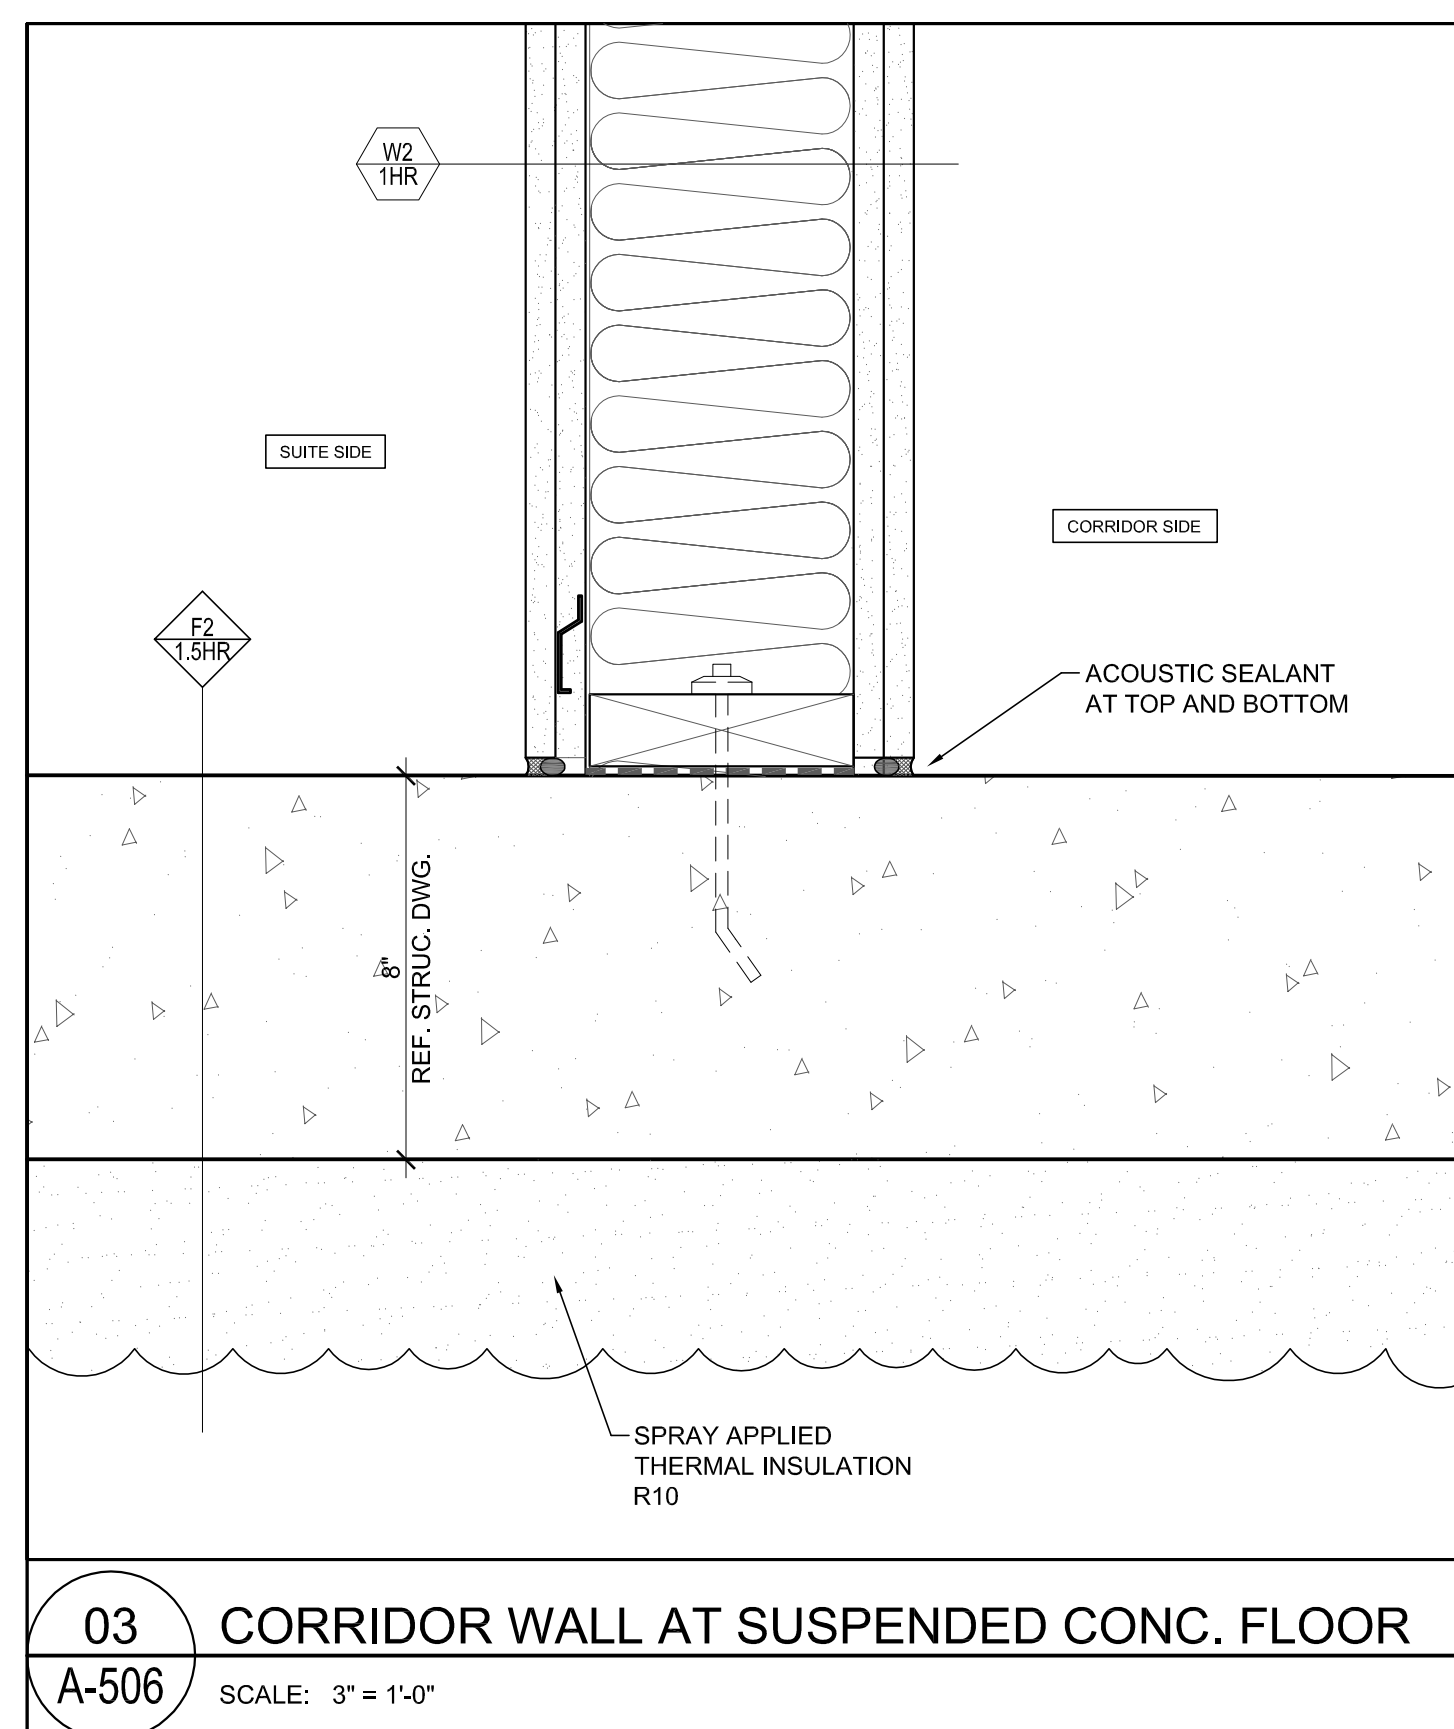 W2
1HR
SUITE SIDE
CORRIDOR SIDE
F2
1.5HR
ACOUSTIC SEALANT
AT TOP AND BOTTOM
8"
REF. STRUC. DWG.
SPRAY APPLIED
THERMAL INSULATION
R10
03
A-506
CORRIDOR WALL AT SUSPENDED CONC. FLOOR
SCALE: 3" = 1'-0"